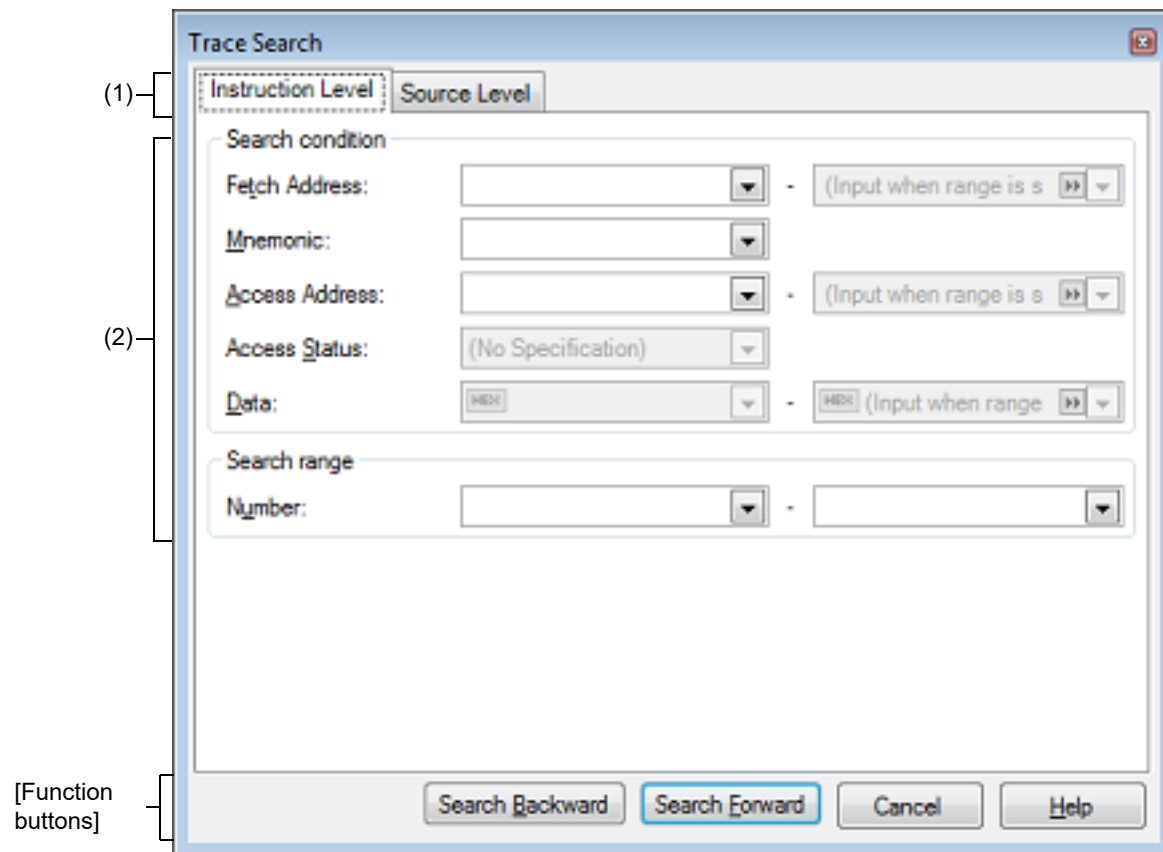 Trace Search
(1)
Instruction Level Source Level
Search condition
Fetch Address: - (Input when range is s
Mnemonic:
Access Address: - (Input when range is s
(2)
Access Status: (No Specification)
Data: HEX - HEX (Input when range
Search range
Number: -
[Function
buttons]
Search Backward Search Forward Cancel Help